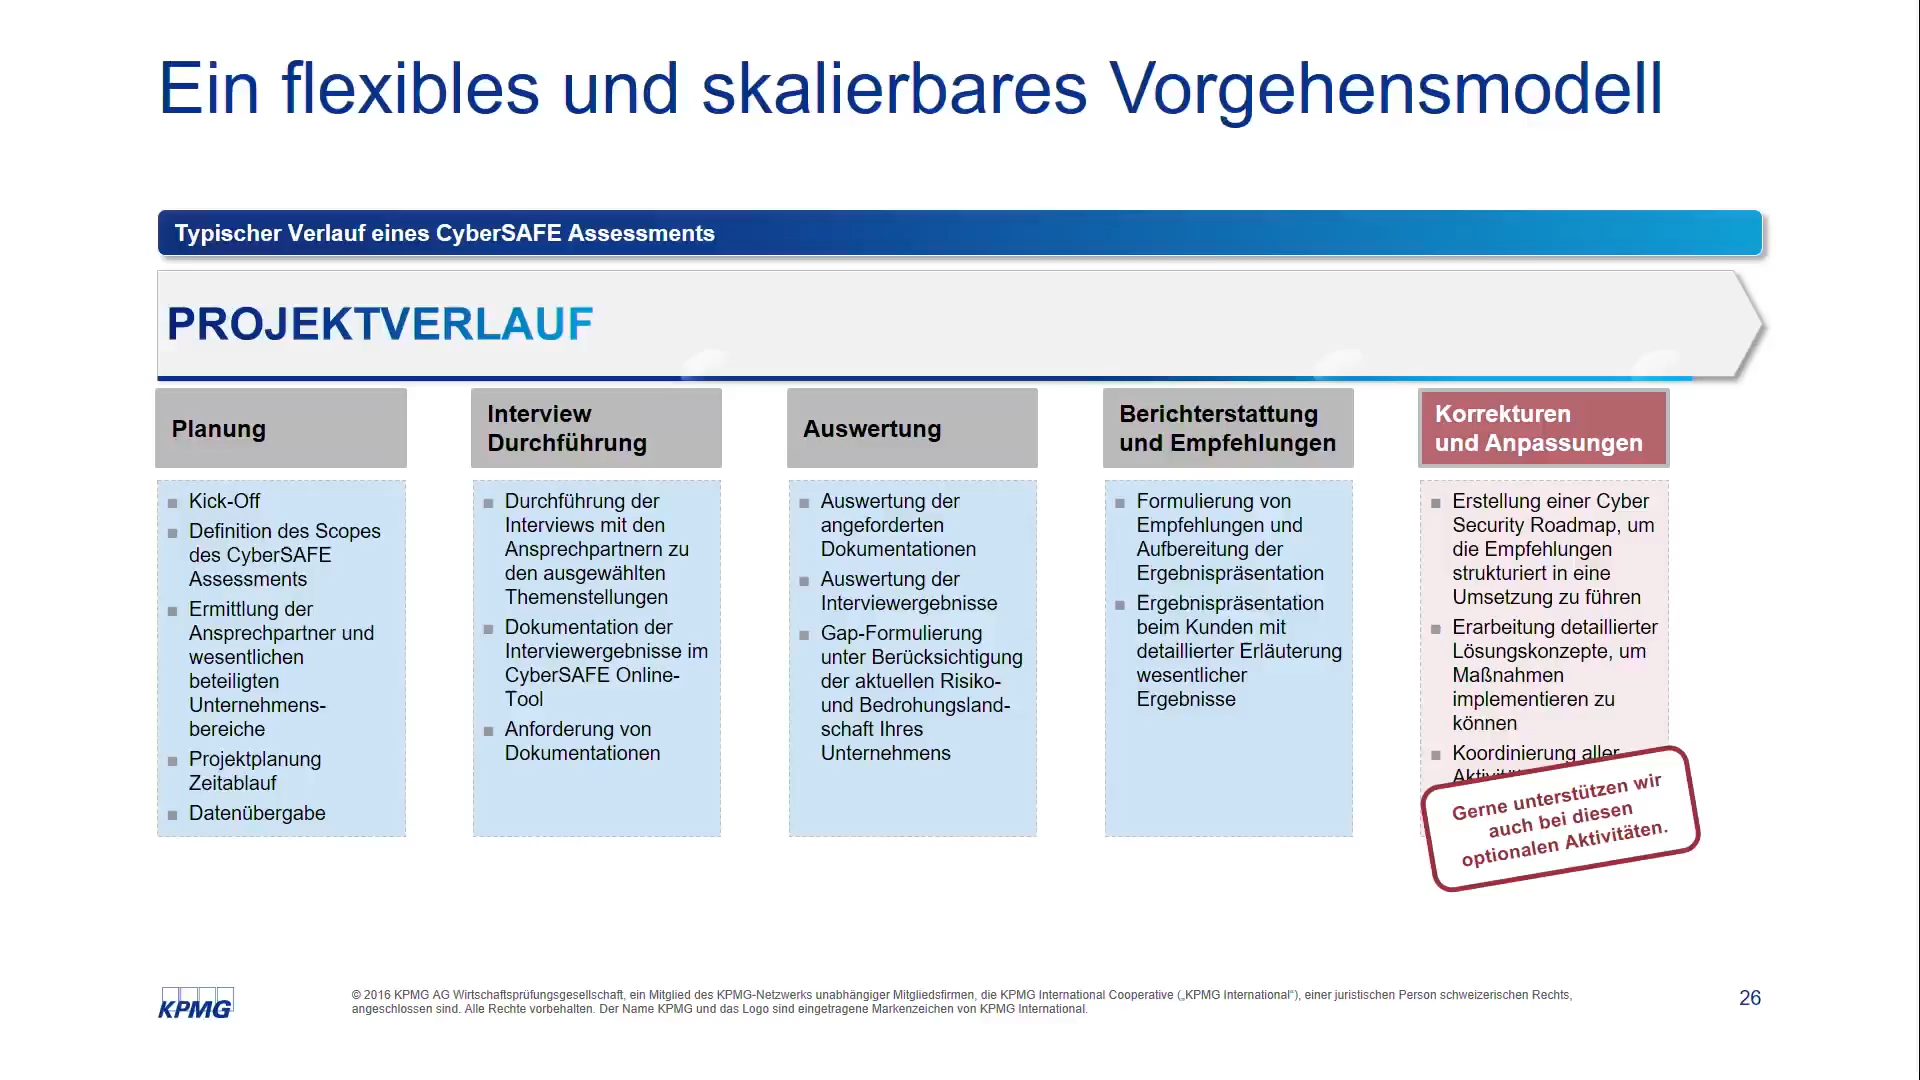 Ein flexibles und skalierbares Vorgehensmodell
Typischer Verlauf eines CyberSAFE Assessments
PROJEKTVERLAUF
Planung
Kick-Off
Definition des Scopes
des CyberSAFE
Assessments
Ermittlung der
Ansprechpartner und
wesentlichen
beteiligten
Unternehmens-
bereiche
Projektplanung
Zeitablauf
Datenübergabe
Interview
Durchführung
Durchführung der
Interviews mit den
Ansprechpartnern zu
den ausgewählten
Themenstellungen
Dokumentation der
Interviewergebnisse im
CyberSAFE Online-
Tool
Anforderung von
Dokumentationen
Auswertung
Auswertung der
angeforderten
Dokumentationen
Auswertung der
Interviewergebnisse
Gap-Formulierung
unter Berücksichtigung
der aktuellen Risiko-
und Bedrohungsland-
schaft Ihres
Unternehmens
Berichterstattung
und Empfehlungen
Formulierung von
Empfehlungen und
Aufbereitung der
Ergebnispräsentation
Ergebnispräsentation
beim Kunden mit
detaillierter Erläuterung
wesentlicher
Ergebnisse
Korrekturen
und Anpassungen
Erstellung einer Cyber
Security Roadmap, um
die Empfehlungen
strukturiert in eine
Umsetzung zu führen
Erarbeitung detaillierter
Lösungskonzepte, um
Maßnahmen
implementieren zu
können
Koordinierung aller
Gerne unterstützen wir
auch bei diesen
optionalen Aktivitäten.
KPMG
© 2016 KPMG AG Wirtschaftsprüfungsgesellschaft, ein Mitglied des KPMG-Netzwerks unabhängiger Mitgliedsfirmen, die KPMG International Cooperative („KPMG International“), einer juristischen Person schweizerischen Rechts,
angeschlossen sind. Alle Rechte vorbehalten. Der Name KPMG und das Logo sind eingetragene Markenzeichen von KPMG International.
26